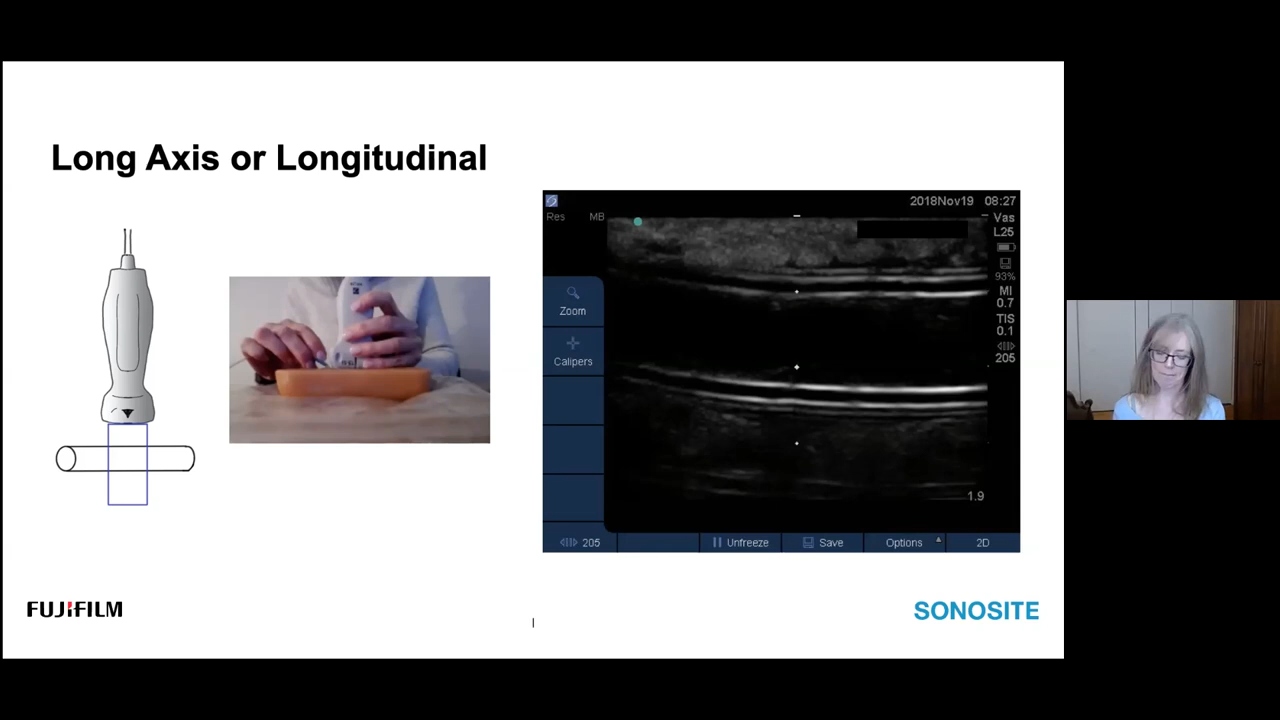 Long Axis or Longitudinal
2018Nov19 08:27
Res MB
Vas
L25
93%
MI
0.7
TIS
0.1
205
Zoom
Calipers
1.9
205
Unfreeze
Save
Options
2D
FUJIFILM
SONOSITE